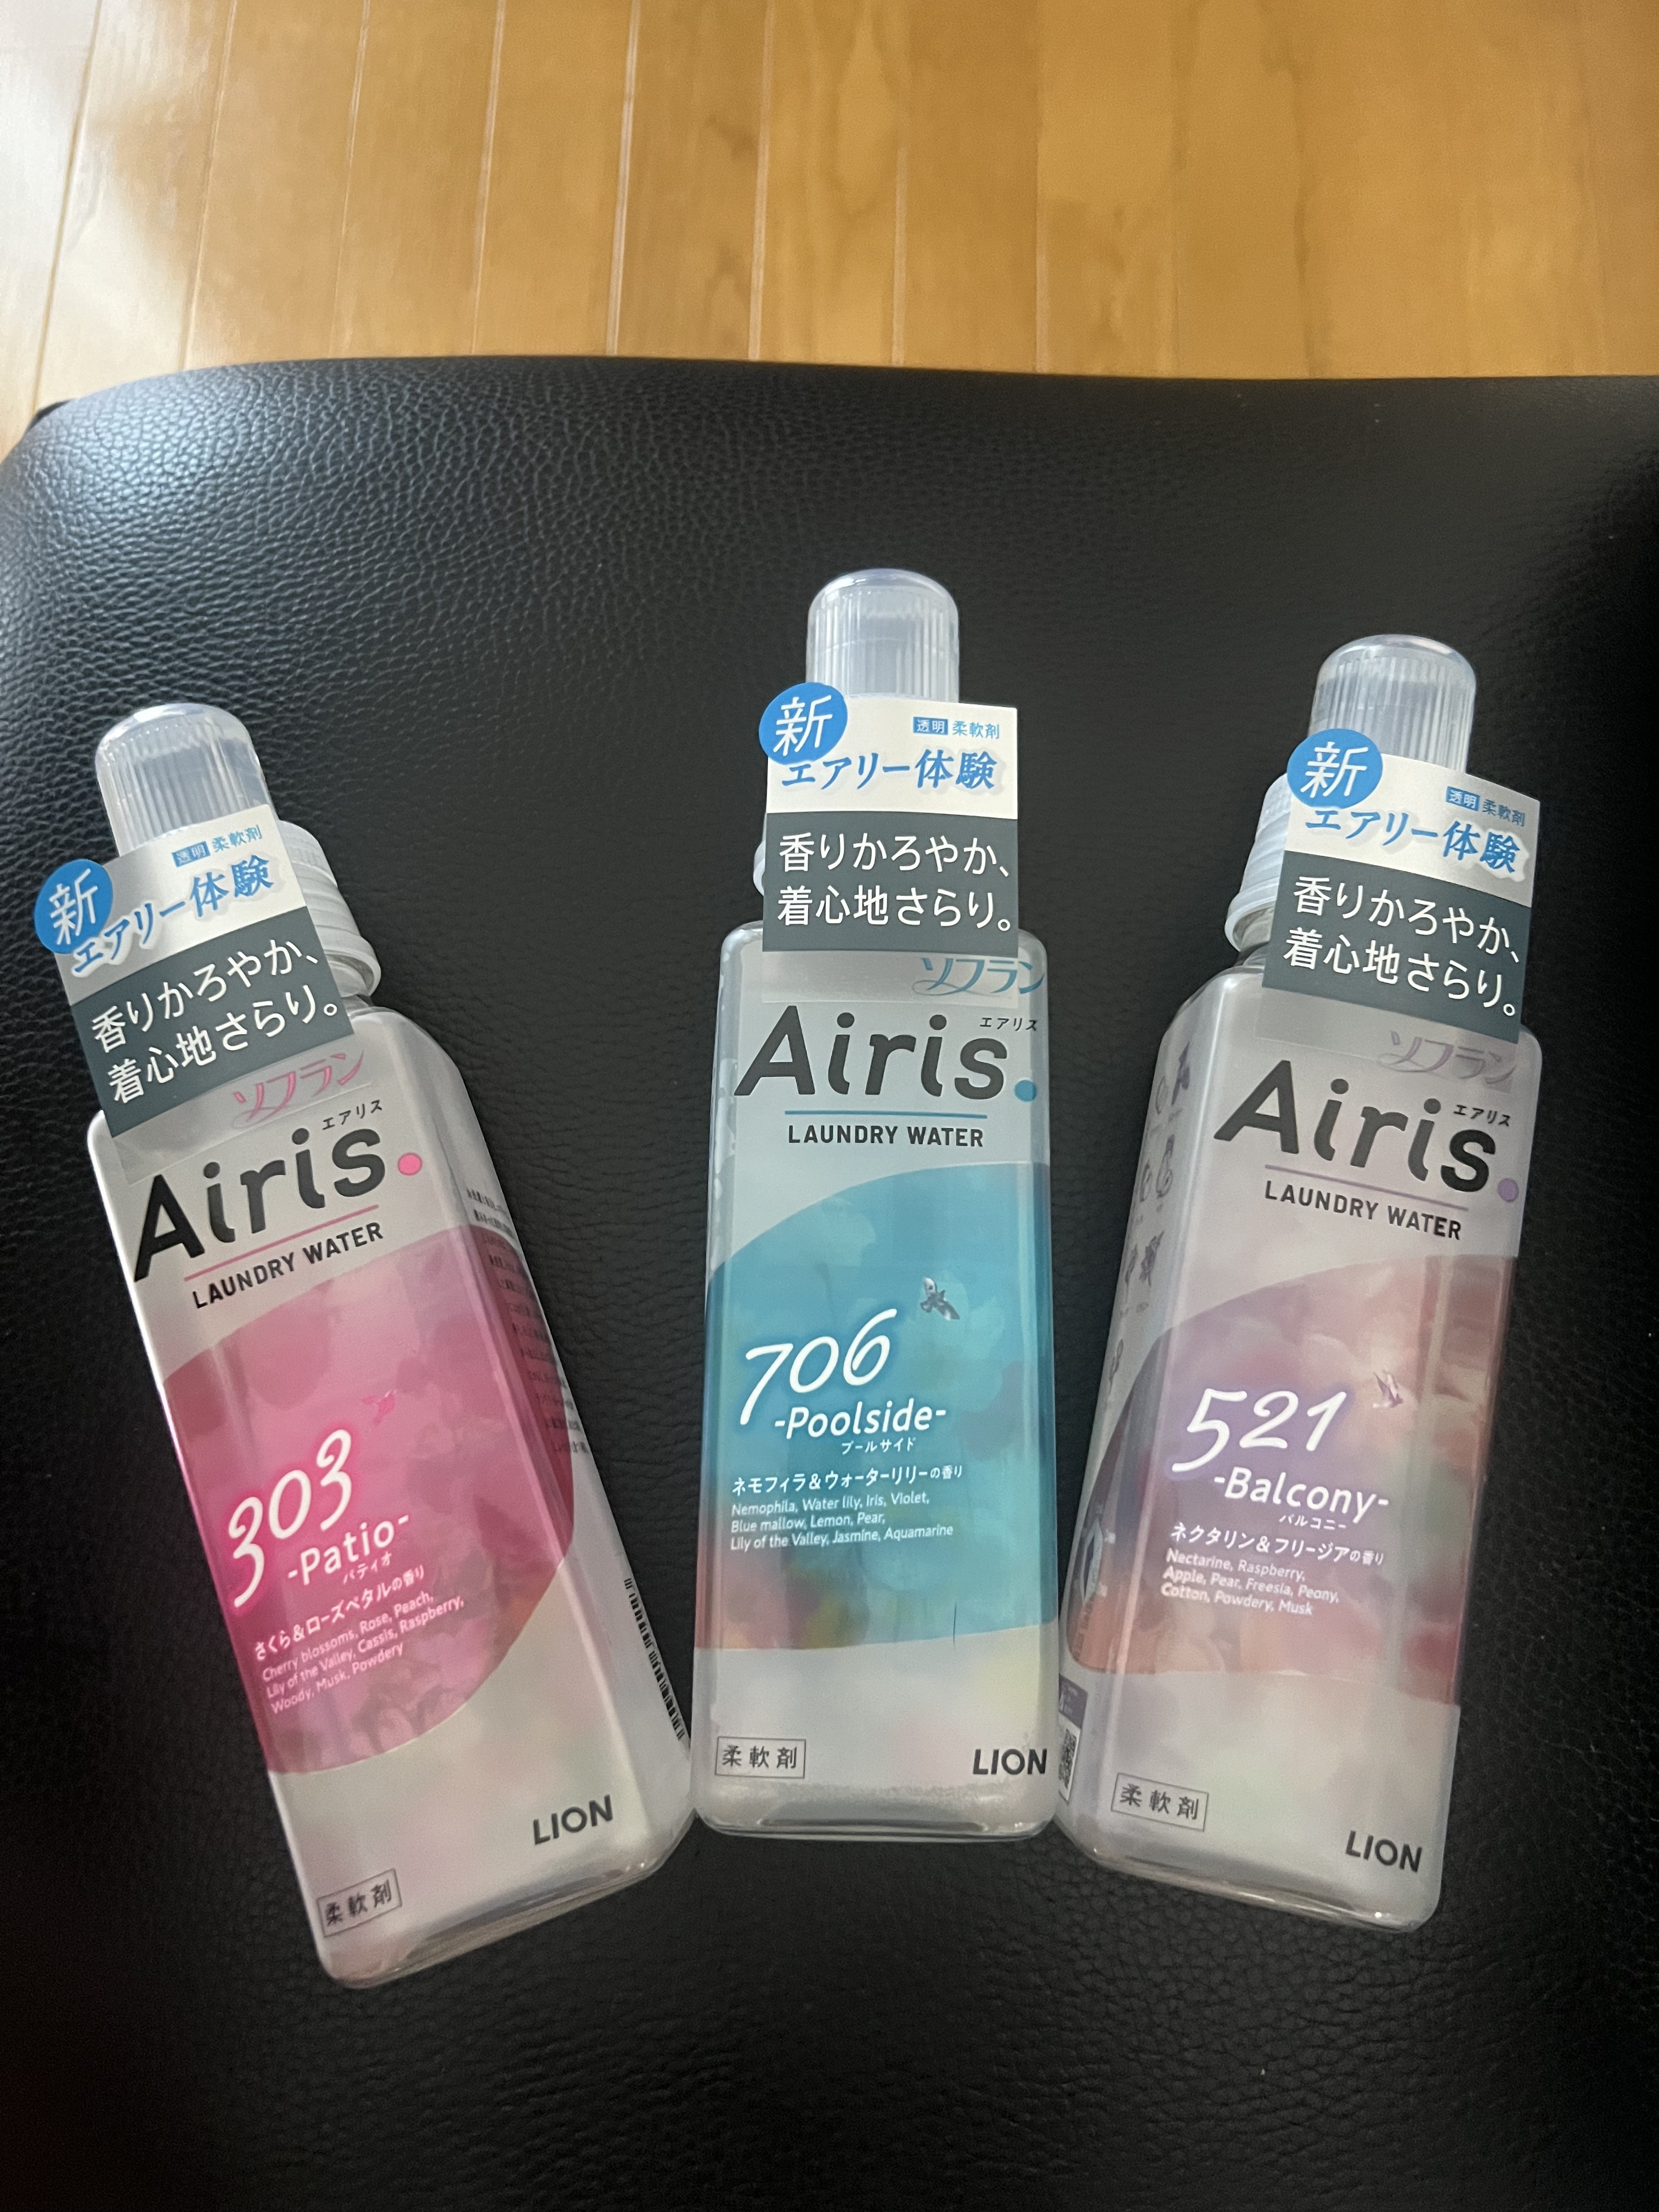 新
透明 柔軟剤
エアリー体験
香りかろやか、
着心地さらり。
ソフラン
エアリス
Airis.
LAUNDRY WATER
303
-Patio-
パティオ
さくら&ローズペタルの香り
Cherry blossoms, Rose, Peach,
Lily of the Valley, Cassis, Raspberry,
Woody, Musk, Powdery
柔軟剤
LION
新
透明 柔軟剤
エアリー体験
香りかろやか、
着心地さらり。
ソフラン
エアリス
Airis.
LAUNDRY WATER
706
-Poolside-
プールサイド
ネモフィラ&ウォーターリリーの香り
Nemophila, Water lily, Iris, Violet,
Blue mallow, Lemon, Pear,
Lily of the Valley, Jasmine, Aquamarine
柔軟剤
LION
新
透明 柔軟剤
エアリー体験
香りかろやか、
着心地さらり。
ソフラン
エアリス
Airis.
LAUNDRY WATER
521
-Balcony-
バルコニー
ネクタリン&フリージアの香り
Nectarine, Raspberry,
Apple, Pear, Freesia, Peony,
Cotton, Powdery, Musk
柔軟剤
LION